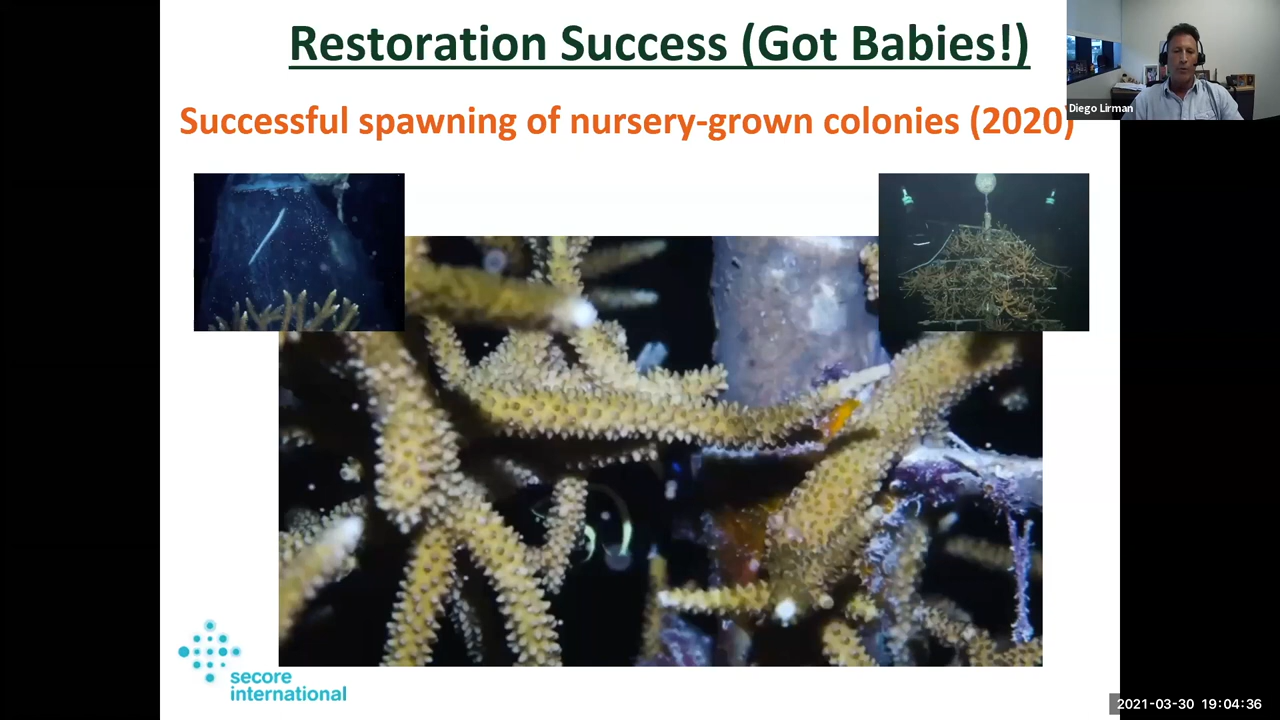 Restoration Success (Got Babies!)
Diego Lirman
Successful spawning of nursery-grown colonies (2020)
secore
international
2021-03-30 19:04:36